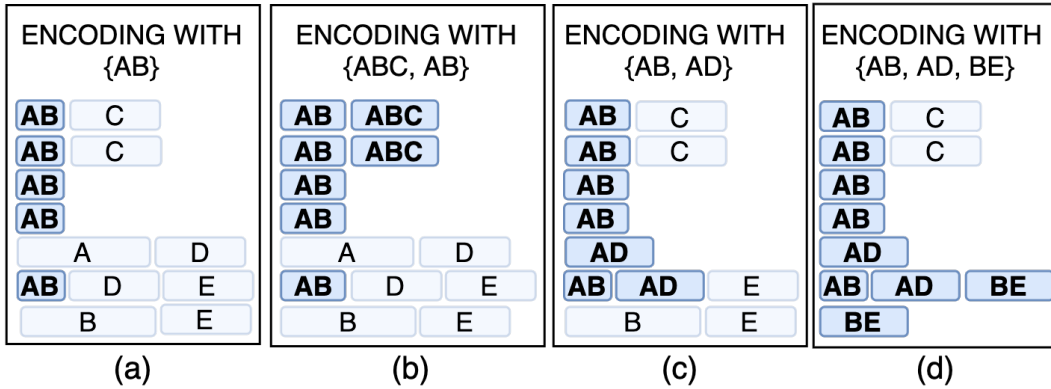 ENCODING WITH
{AB}
AB C
AB C
AB
AB
A D
AB D E
B E
(a)
ENCODING WITH
{ABC, AB}
AB ABC
AB ABC
AB
AB
A D
AB D E
B E
(b)
ENCODING WITH
{AB, AD}
AB C
AB C
AB
AB
AD
AB AD E
B E
(c)
ENCODING WITH
{AB, AD, BE}
AB C
AB C
AB
AB
AD
AB AD BE
BE
(d)